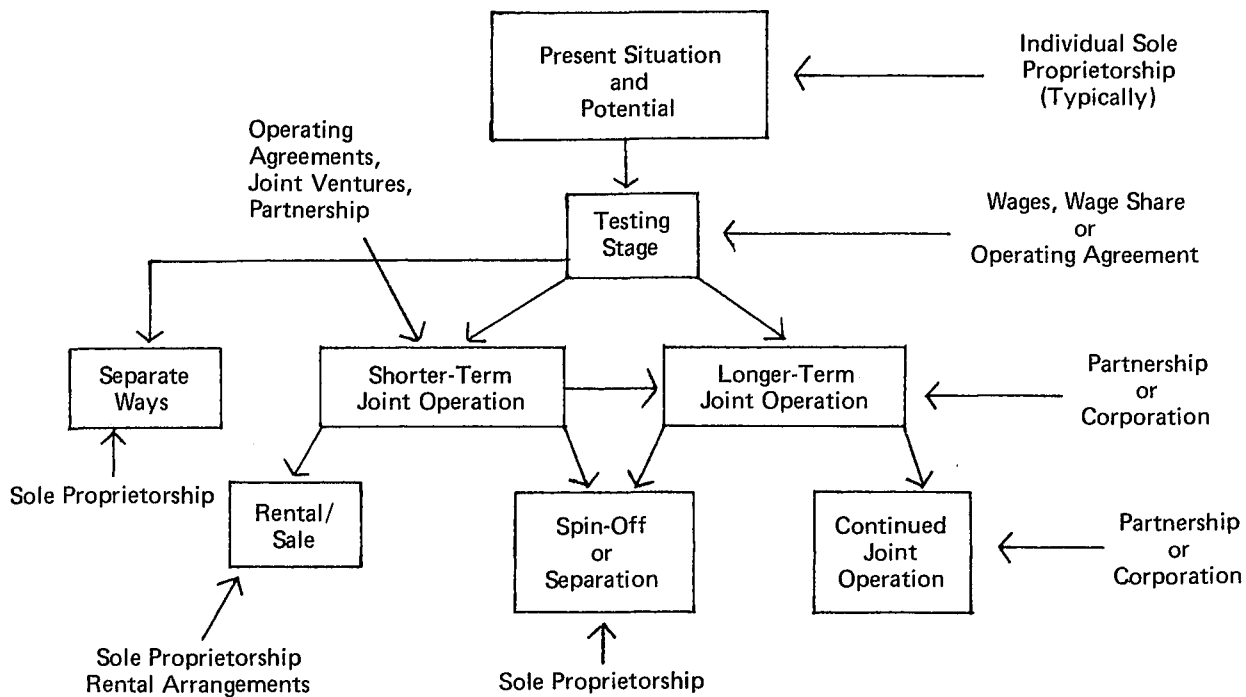 Present Situation
and
Potential
Individual Sole
Proprietorship
(Typically)
Operating
Agreements,
Joint Ventures,
Partnership
Testing
Stage
Wages, Wage Share
or
Operating Agreement
Separate
Ways
Shorter-Term
Joint Operation
Longer-Term
Joint Operation
Partnership
or
Corporation
Sole Proprietorship
Rental/
Sale
Spin-Off
or
Separation
Continued
Joint
Operation
Partnership
or
Corporation
Sole Proprietorship
Rental Arrangements
Sole Proprietorship